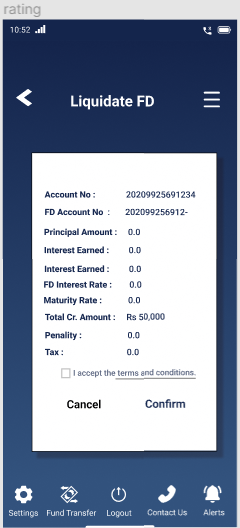 rating
10:52
Liquidate FD
Account No : 20209925691234
FD Account No : 202099256912-
Principal Amount : 0.0
Interest Earned : 0.0
Interest Earned : 0.0
FD Interest Rate : 0.0
Maturity Rate : 0.0
Total Cr. Amount : Rs 50,000
Penality : 0.0
Tax : 0.0
I accept the terms and conditions.
Cancel Confirm
Settings Fund Transfer Logout Contact Us Alerts